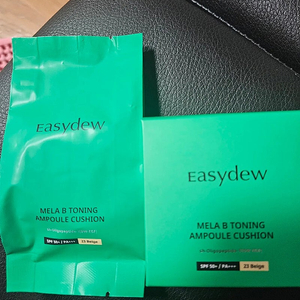 Easydew
MELA B TONING
AMPOULE CUSHION
SPF 50+ / PA+++
23 Beige
Easydew
MELA B TONING
AMPOULE CUSHION
SPF 50+ / PA+++
23 Beige